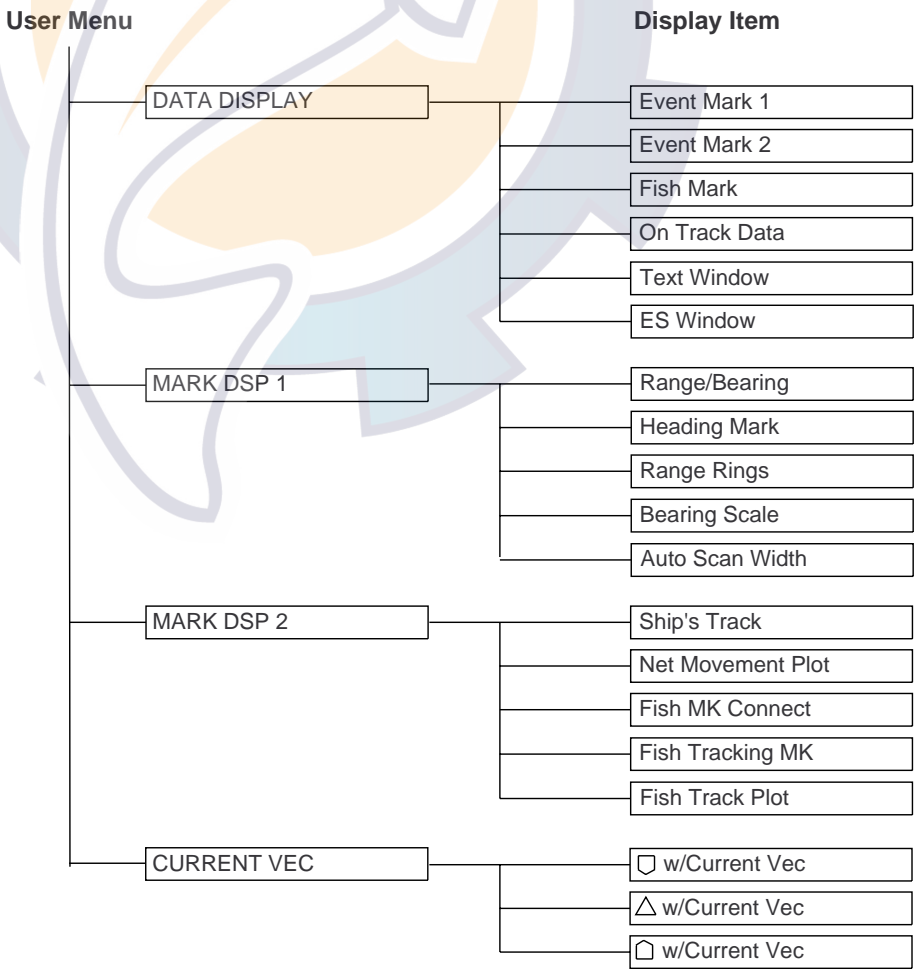 User Menu
Display Item
DATA DISPLAY
Event Mark 1
Event Mark 2
Fish Mark
On Track Data
Text Window
ES Window
MARK DSP 1
Range/Bearing
Heading Mark
Range Rings
Bearing Scale
Auto Scan Width
MARK DSP 2
Ship's Track
Net Movement Plot
Fish MK Connect
Fish Tracking MK
Fish Track Plot
CURRENT VEC
w/Current Vec
w/Current Vec
w/Current Vec